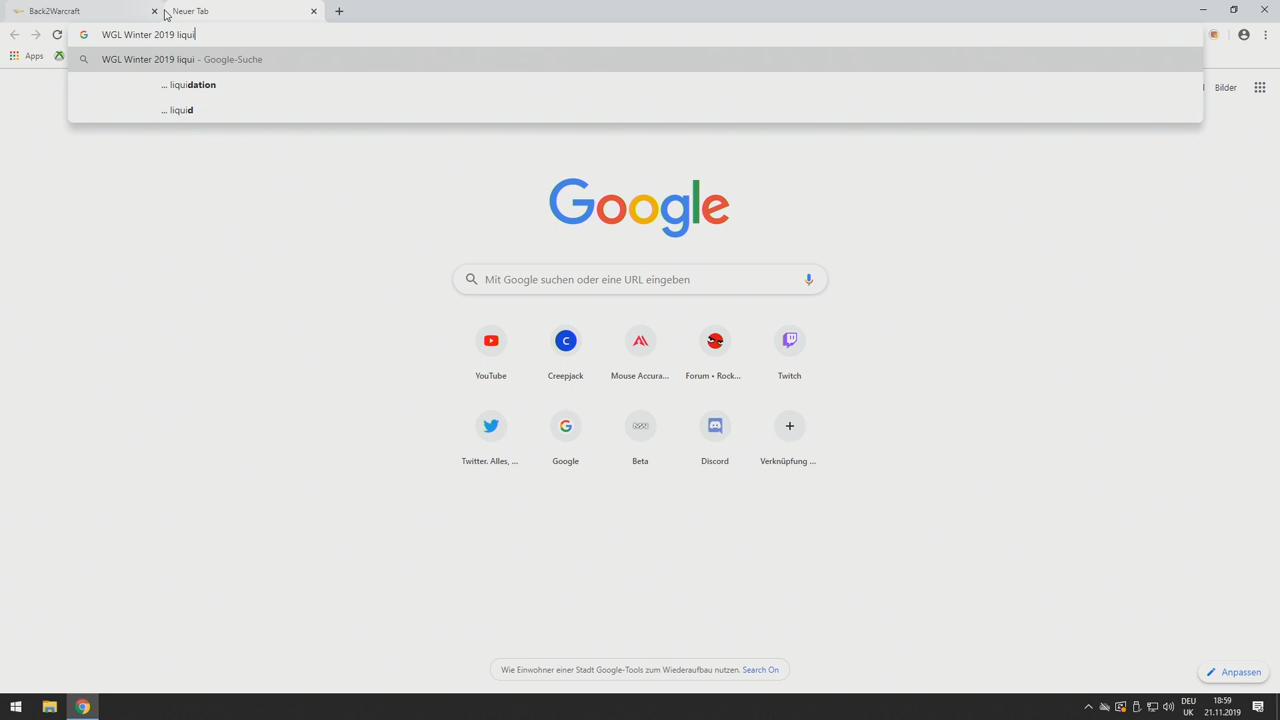 Back2Warcraft
Neuer Tab
WGL Winter 2019 liqui
Apps
WGL Winter 2019 liqui - Google-Suche
... liquidation
... liquid
Bilder
Google
Mit Google suchen oder eine URL eingeben
YouTube
C
Creepjack
Mouse Accura...
Forum • Rock...
Twitch
Twitter. Alles, ...
Google
Beta
Discord
Verknüpfung ...
Wie Einwohner einer Stadt Google-Tools zum Wiederaufbau nutzen. Search On
Anpassen
DEU
UK
18:59
21.11.2019